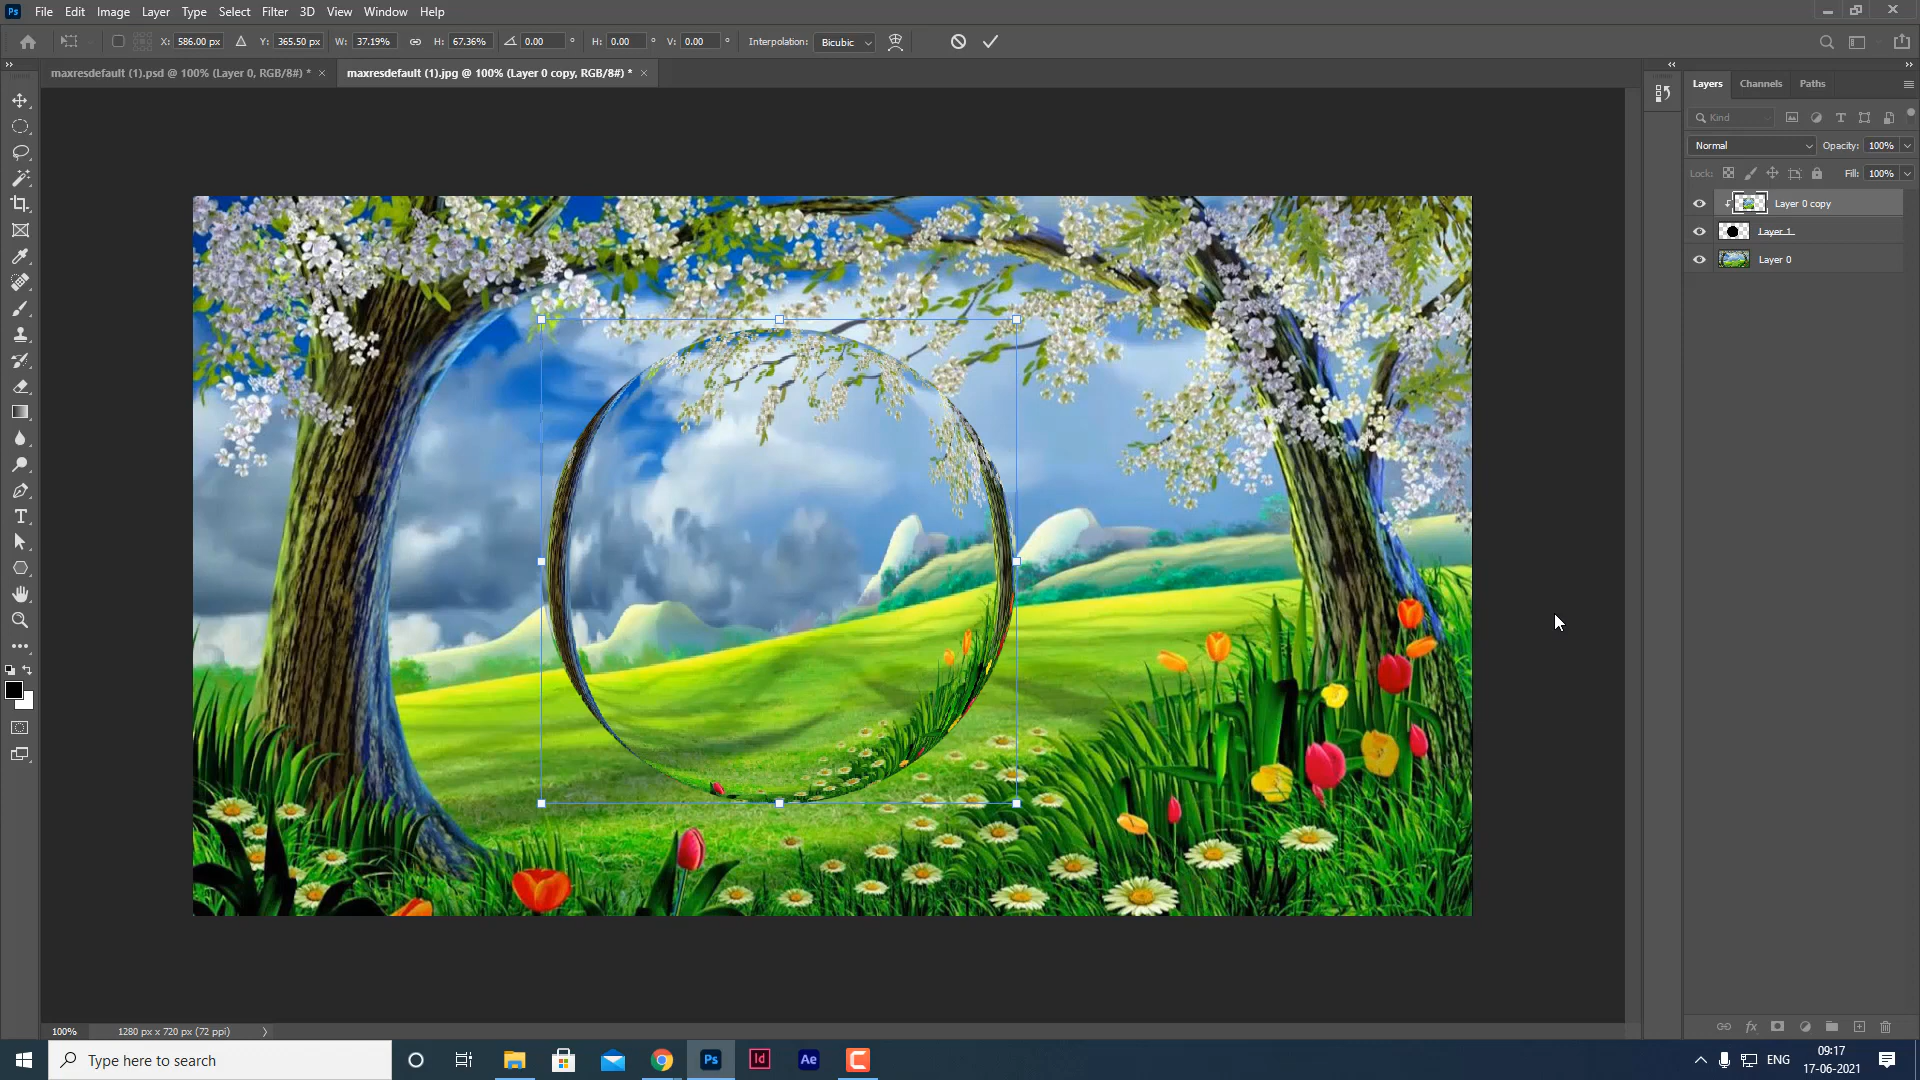 Ps File Edit Image Layer Type Select Filter 3D View Window Help
X: 586.00 px Y: 365.50 px W: 37.19% H: 67.36% 0.00 ° H: 0.00 ° V: 0.00 ° Interpolation: Bicubic
maxresdefault (1).psd @ 100% (Layer 0, RGB/8#) * × maxresdefault (1).jpg @ 100% (Layer 0 copy, RGB/8#) * ×
Layers Channels Paths
Kind
Normal Opacity: 100%
Lock: Fill: 100%
Layer 0 copy
Layer 1
Layer 0
100% 1280 px x 720 px (72 ppi)
Type here to search
Ps Id Ae C
ENG 09:17
17-06-2021